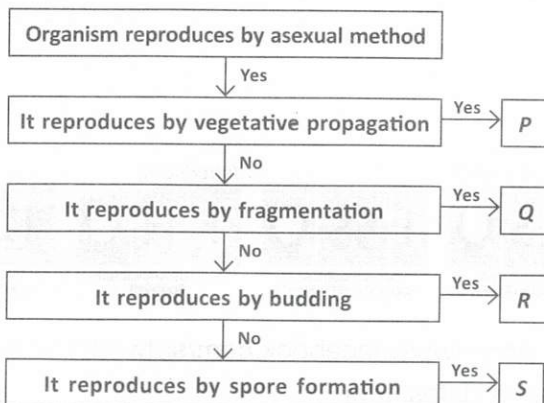 Organism reproduces by asexual method
Yes
It reproduces by vegetative propagation
Yes
P
No
It reproduces by fragmentation
Yes
Q
No
It reproduces by budding
Yes
R
No
It reproduces by spore formation
Yes
S